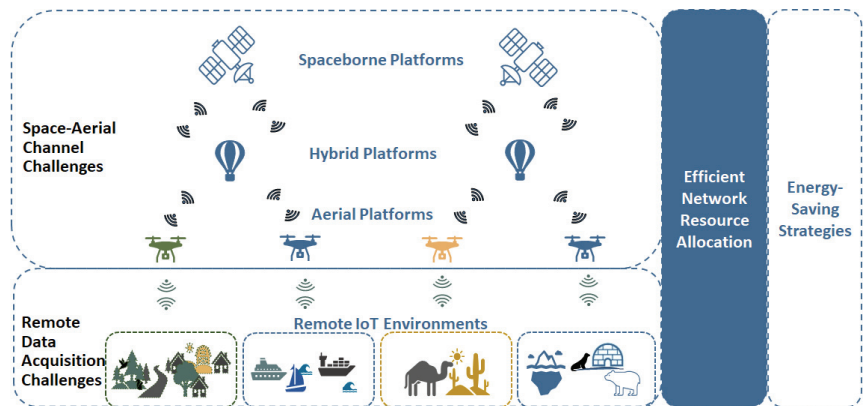 Spaceborne Platforms
Space-Aerial
Channel
Challenges
Hybrid Platforms
Aerial Platforms
Remote
Data
Acquisition
Challenges
Remote IoT Environments
Efficient
Network
Resource
Allocation
Energy-
Saving
Strategies